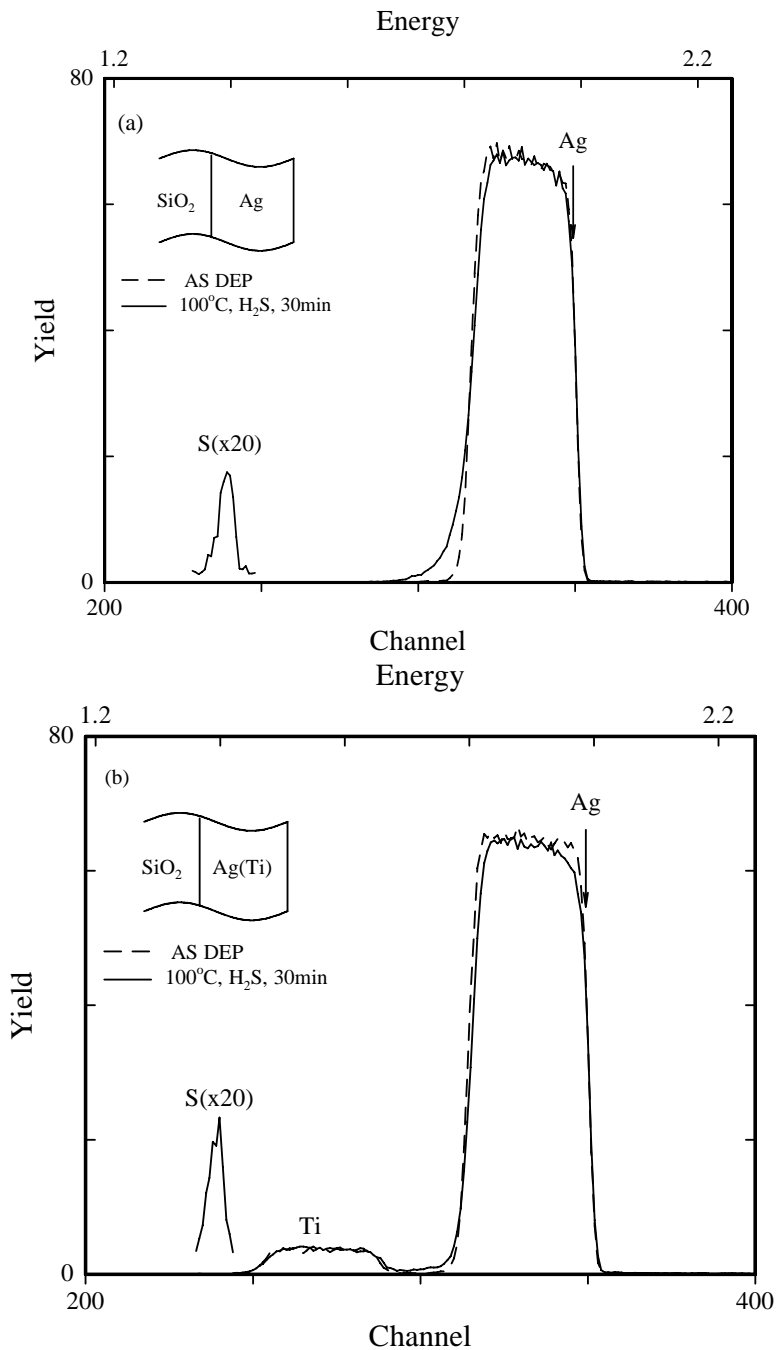 Energy
1.2 2.2
80
(a)
Ag
SiO₂ Ag
AS DEP
100°C, H₂S, 30min
Yield
S(x20)
0
200 400
Channel
Energy
1.2 2.2
80
(b)
Ag
SiO₂ Ag(Ti)
AS DEP
100°C, H₂S, 30min
Yield
S(x20)
Ti
0
200 400
Channel